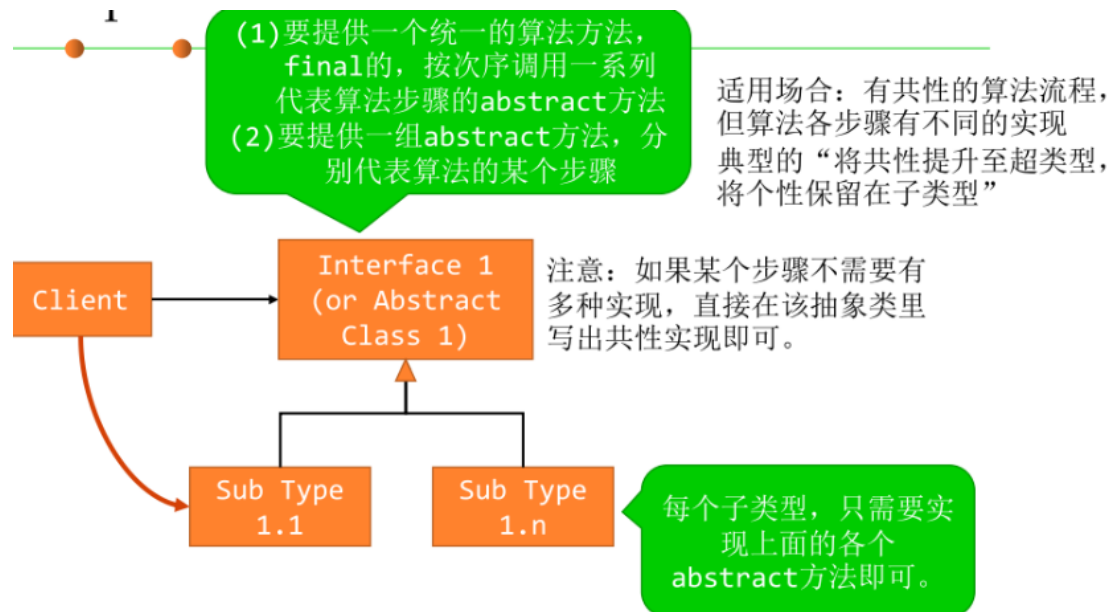 (1)要提供一个统一的算法方法，
final的，按次序调用一系列
代表算法步骤的abstract方法
(2)要提供一组abstract方法，分
别代表算法的某个步骤
适用场合：有共性的算法流程，
但算法各步骤有不同的实现
典型的“将共性提升至超类型，
将个性保留在子类型”
Client
Interface 1
(or Abstract
Class 1)
注意：如果某个步骤不需要有
多种实现，直接在该抽象类里
写出共性实现即可。
Sub Type
1.1
Sub Type
1.n
每个子类型，只需要实
现上面的各个
abstract方法即可。